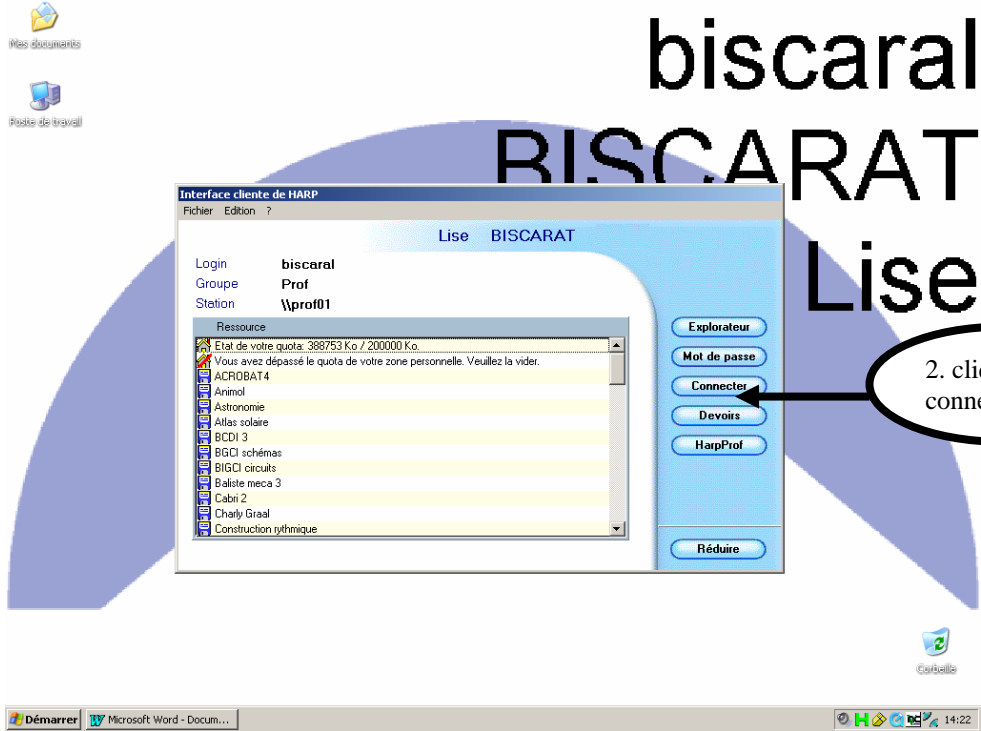 Mes documents
Poste de travail
biscaral
BISCARAT
Lise
Interface cliente de HARP
Fichier Edition ?
Lise BISCARAT
Login biscaral
Groupe Prof
Station \\prof01
Ressource
Etat de votre quota: 388753 Ko / 200000 Ko.
Vous avez dépassé le quota de votre zone personnelle. Veuillez la vider.
ACROBAT4
Animol
Astronomie
Atlas solaire
BCDI 3
BGCI schémas
BIGCI circuits
Baliste meca 3
Cabri 2
Charly Graal
Construction rythmique
Explorateur
Mot de passe
Connecter
Devoirs
HarpProf
Réduire
2. clic
conne
Corbeille
Démarrer Microsoft Word - Docum... 14:22